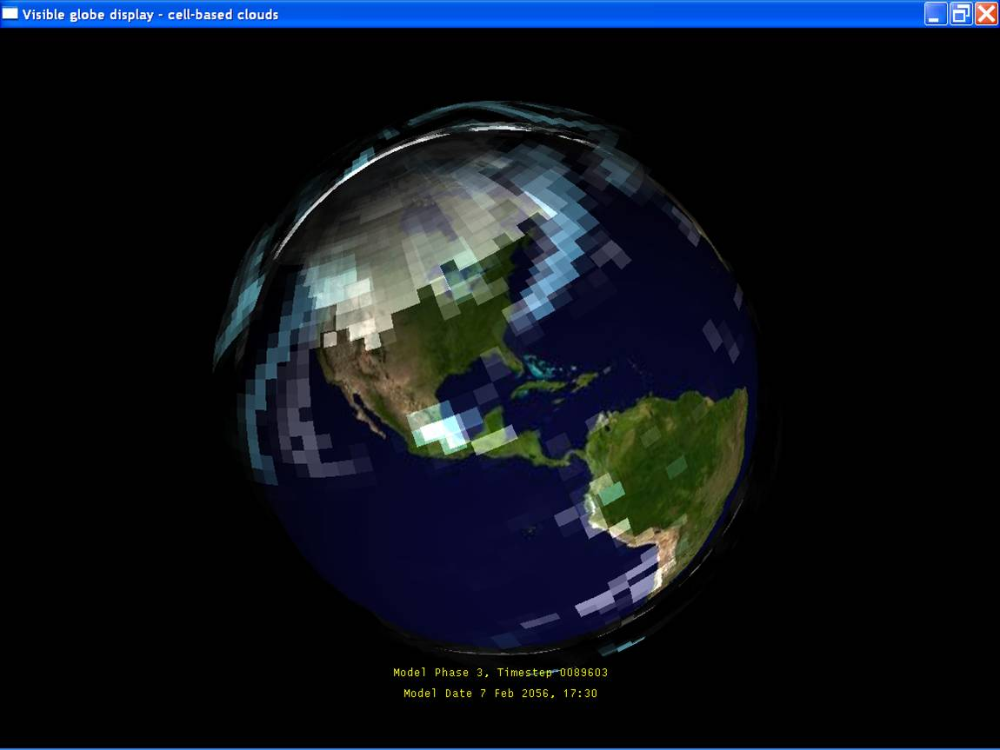 Visible globe display - cell-based clouds
Model Phase 3, Timestep 0089603
Model Date 7 Feb 2056, 17:30